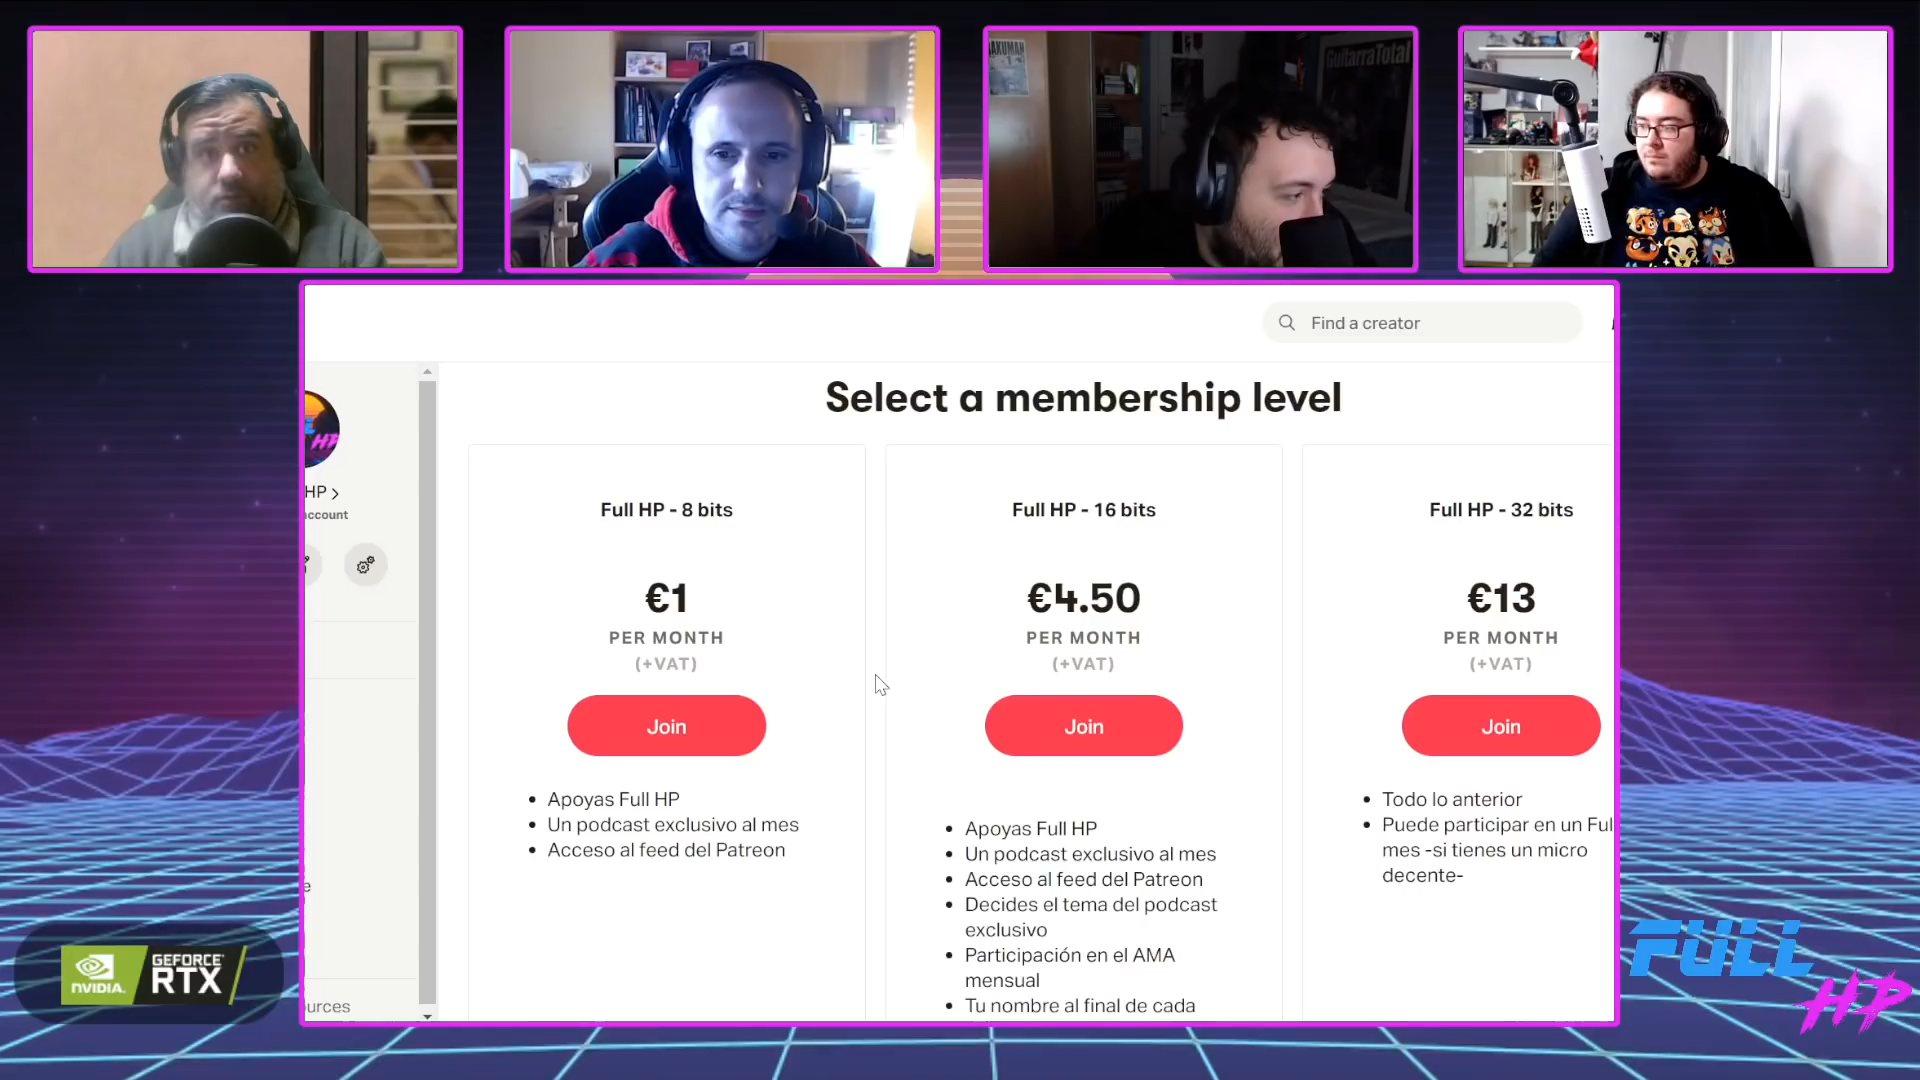 BAKUMAN
GuitarraTotal
Find a creator
Select a membership level
HP
HP >
ccount
Full HP - 8 bits
€1
PER MONTH
(+VAT)
Join
Apoyas Full HP
Un podcast exclusivo al mes
Acceso al feed del Patreon
Full HP - 16 bits
€4.50
PER MONTH
(+VAT)
Join
Apoyas Full HP
Un podcast exclusivo al mes
Acceso al feed del Patreon
Decides el tema del podcast
exclusivo
Participación en el AMA
mensual
Tu nombre al final de cada
Full HP - 32 bits
€13
PER MONTH
(+VAT)
Join
Todo lo anterior
Puede participar en un Ful
mes -si tienes un micro
decente-
e
urces
NVIDIA.
GEFORCE
RTX
FULL
HP